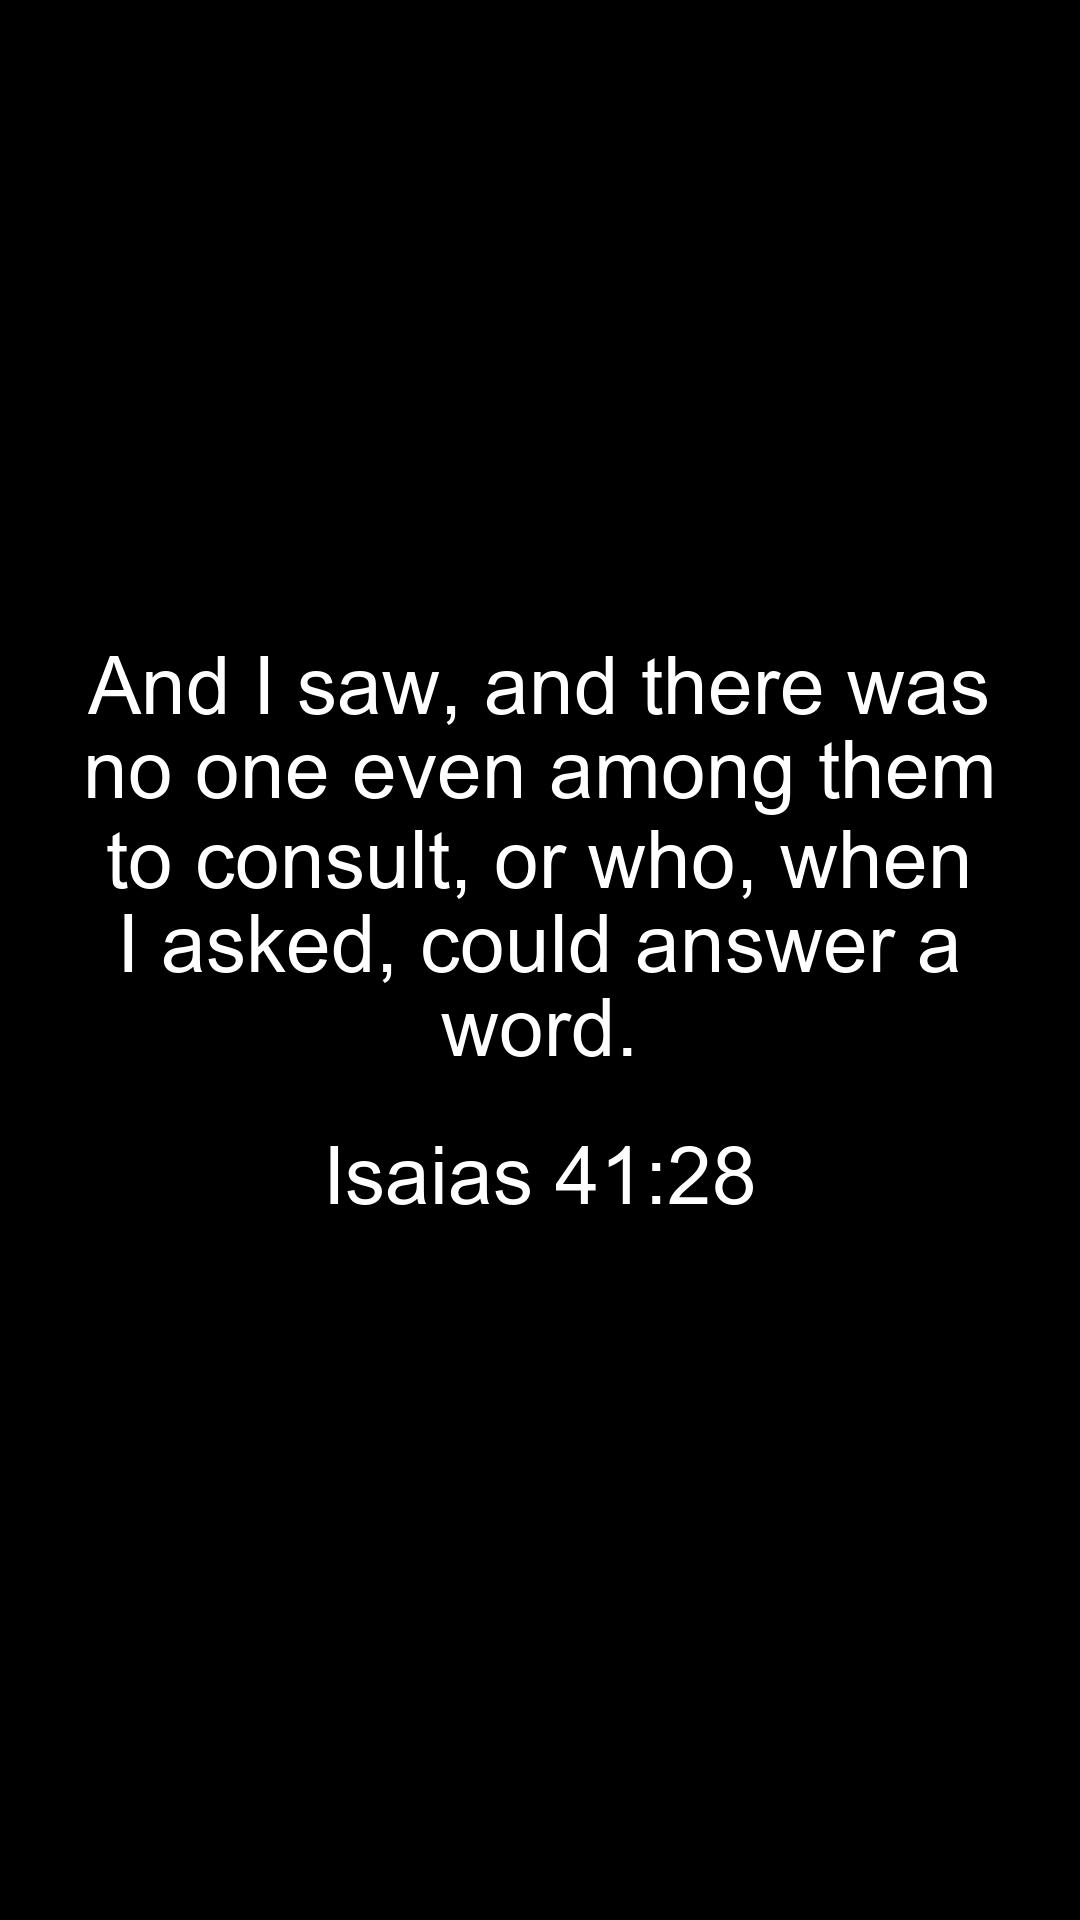 And I saw, and there was
no one even among them
to consult, or who, when
I asked, could answer a
word.
Isaias 41:28